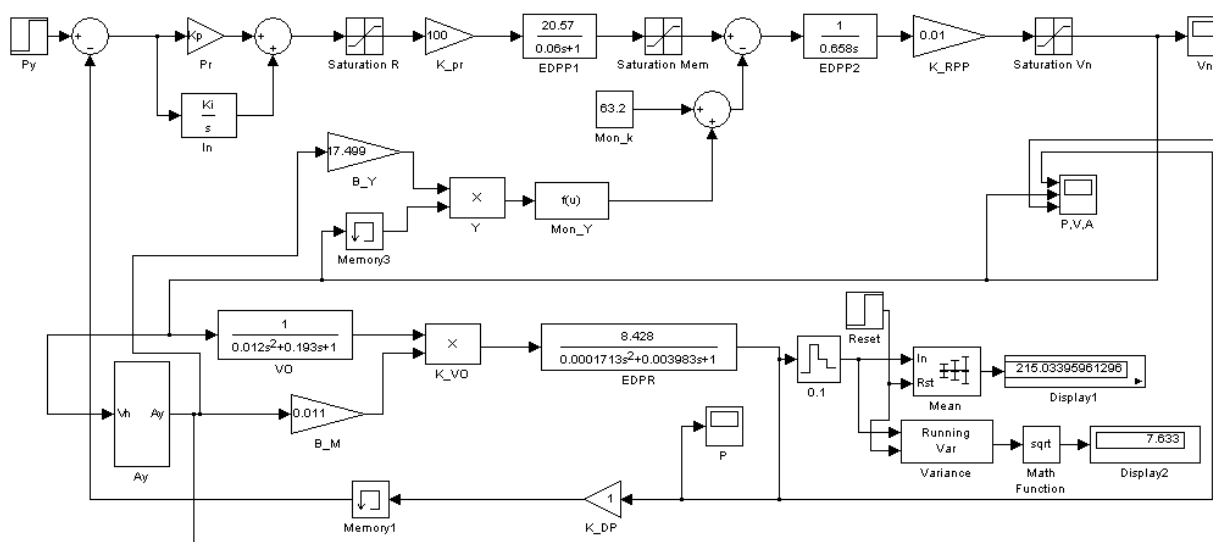 Py
+
−
Kp
Pr
+
+
Saturation R
100
K_pr
20.57
0.06s+1
EDPP1
Saturation Mem
+
−
1
0.658s
EDPP2
0.01
K_RPP
Saturation Vn
Vn
Ki
s
In
63.2
Mon_k
+
+
17.499
B_Y
×
Y
f(u)
Mon_Y
Memory3
P,V,A
1
0.012s²+0.193s+1
VO
×
K_VO
8.428
0.0001713s²+0.003983s+1
EDPR
0.1
Reset
In
Rst
Mean
215.03395961296
Display1
Vn
Ay
Ay
0.011
B_M
P
Running
Var
Variance
sqrt
Math
Function
7.633
Display2
Memory1
1
K_DP